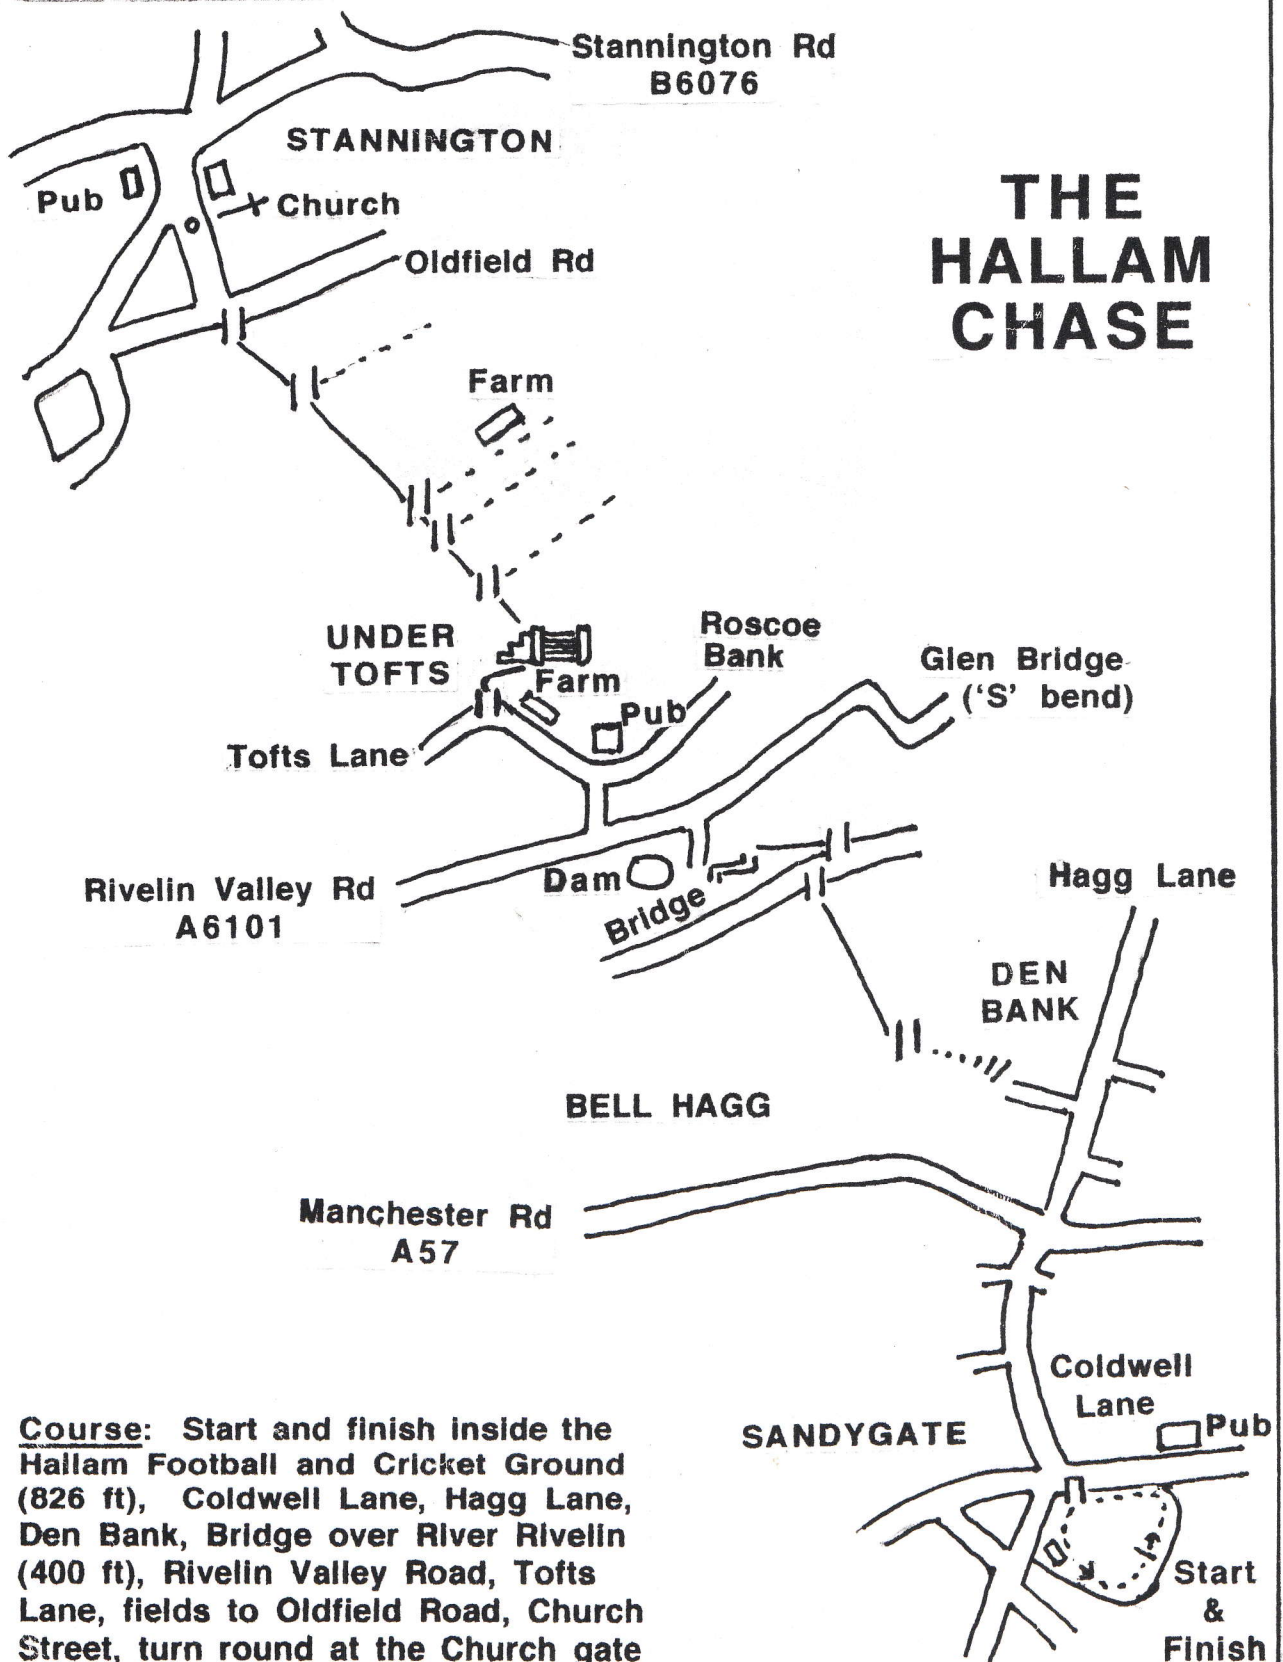 Stannington Rd
B6076
STANNINGTON
Pub
Church
Oldfield Rd
THE
HALLAM
CHASE
Farm
UNDER
TOFTS
Roscoe
Bank
Glen Bridge
('S' bend)
Farm
Pub
Tofts Lane
Rivelin Valley Rd
A6101
Dam
Bridge
Hagg Lane
DEN
BANK
BELL HAGG
Manchester Rd
A57
Coldwell
Lane
Pub
SANDYGATE
Start
&
Finish
Course: Start and finish inside the
Hallam Football and Cricket Ground
(826 ft), Coldwell Lane, Hagg Lane,
Den Bank, Bridge over River Rivelin
(400 ft), Rivelin Valley Road, Tofts
Lane, fields to Oldfield Road, Church
Street, turn round at the Church gate